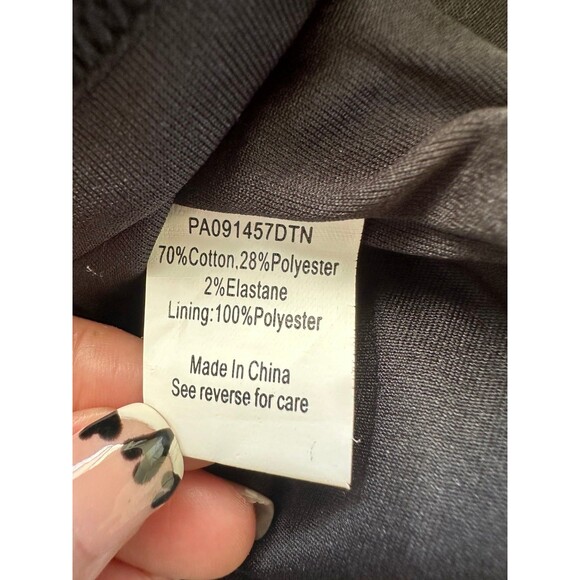 PA091457DTN
70%Cotton,28%Polyester
2%Elastane
Lining:100%Polyester
Made In China
See reverse for care